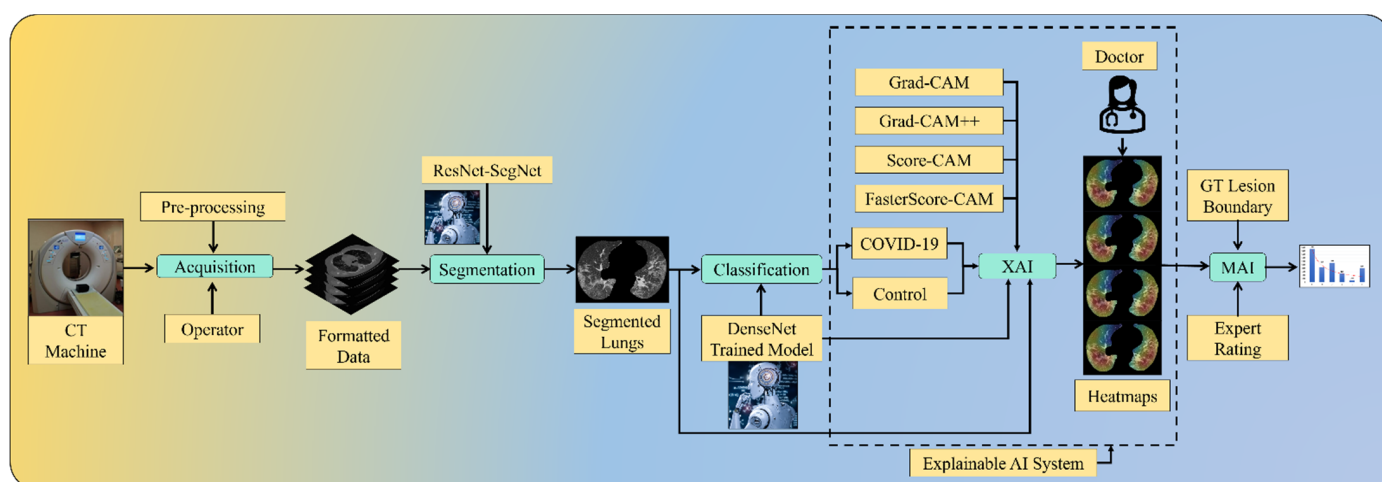 CT
Machine
Pre-processing
Acquisition
Operator
Formatted
Data
ResNet-SegNet
Segmentation
Segmented
Lungs
Classification
DenseNet
Trained Model
COVID-19
Control
Grad-CAM
Grad-CAM++
Score-CAM
FasterScore-CAM
XAI
Doctor
Heatmaps
Explainable AI System
GT Lesion
Boundary
MAI
Expert
Rating